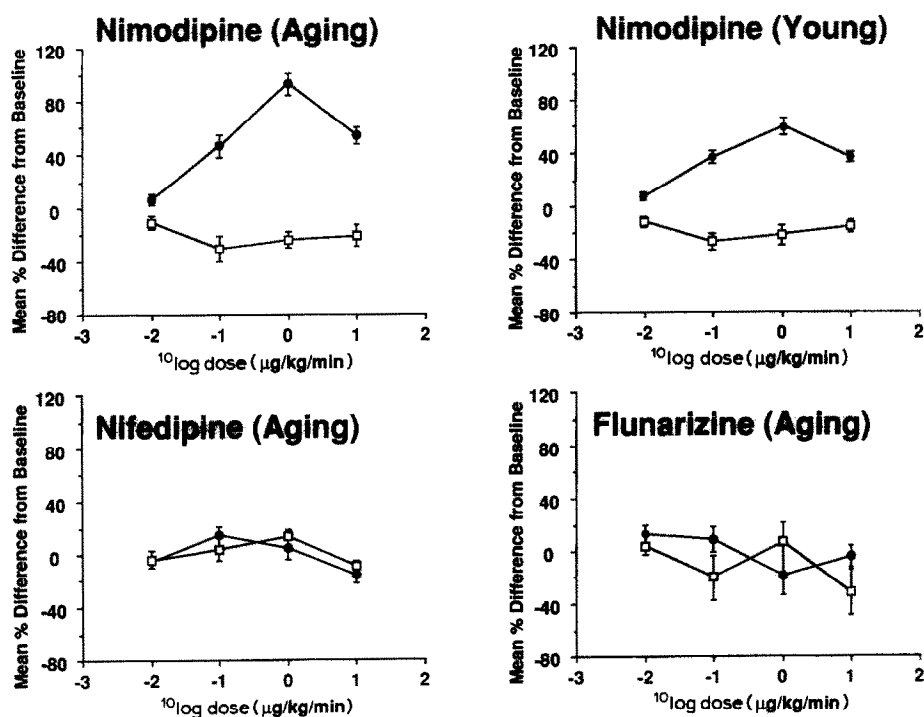 Nimodipine (Aging)
Mean % Difference from Baseline
120
80
40
0
-40
-80
-3 -2 -1 0 1 2
¹⁰log dose (µg/kg/min)
Nimodipine (Young)
Mean % Difference from Baseline
120
80
40
0
-40
-80
-3 -2 -1 0 1 2
¹⁰log dose (µg/kg/min)
Nifedipine (Aging)
Mean % Difference from Baseline
120
80
40
0
-40
-80
-3 -2 -1 0 1 2
¹⁰log dose (µg/kg/min)
Flunarizine (Aging)
Mean % Difference from Baseline
120
80
40
0
-40
-80
-3 -2 -1 0 1 2
¹⁰log dose (µg/kg/min)